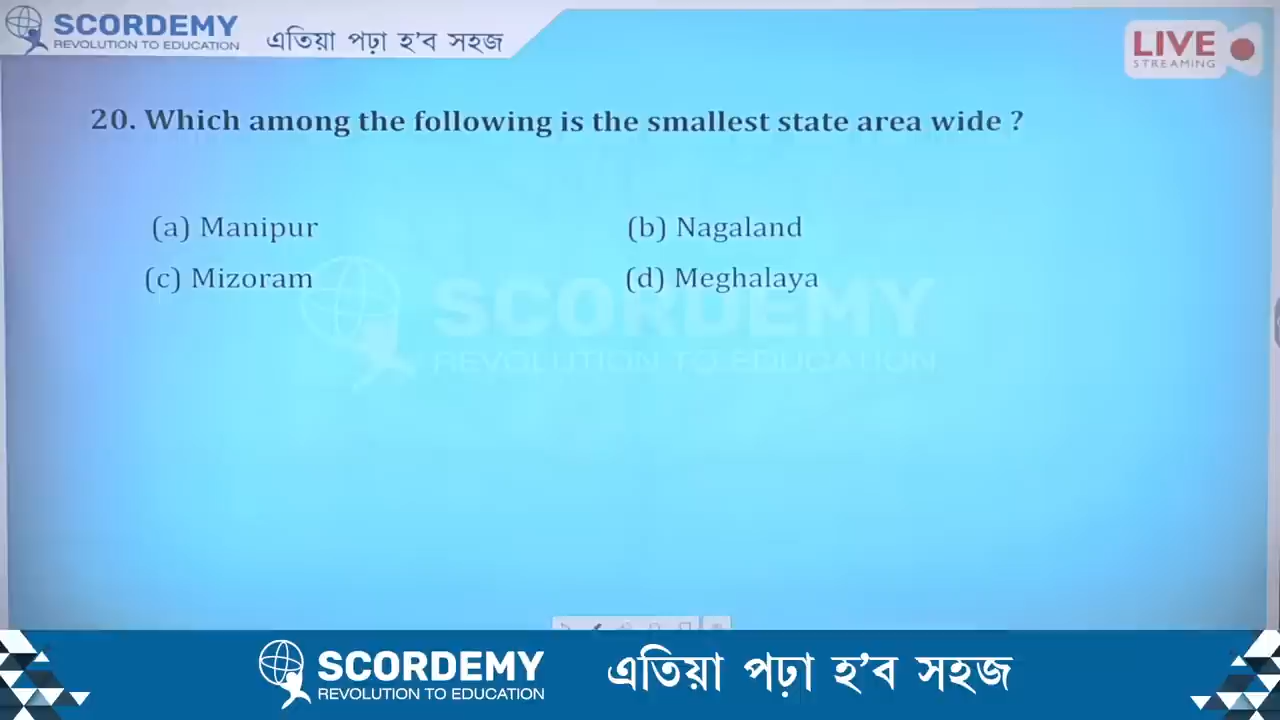 SCORDEMY
REVOLUTION TO EDUCATION
এতিয়া পঢ়া হ'ব সহজ
LIVE
STREAMING
20. Which among the following is the smallest state area wide ?
(a) Manipur
(b) Nagaland
(c) Mizoram
(d) Meghalaya
SCORDEMY
REVOLUTION TO EDUCATION
SCORDEMY
REVOLUTION TO EDUCATION
এতিয়া পঢ়া হ'ব সহজ